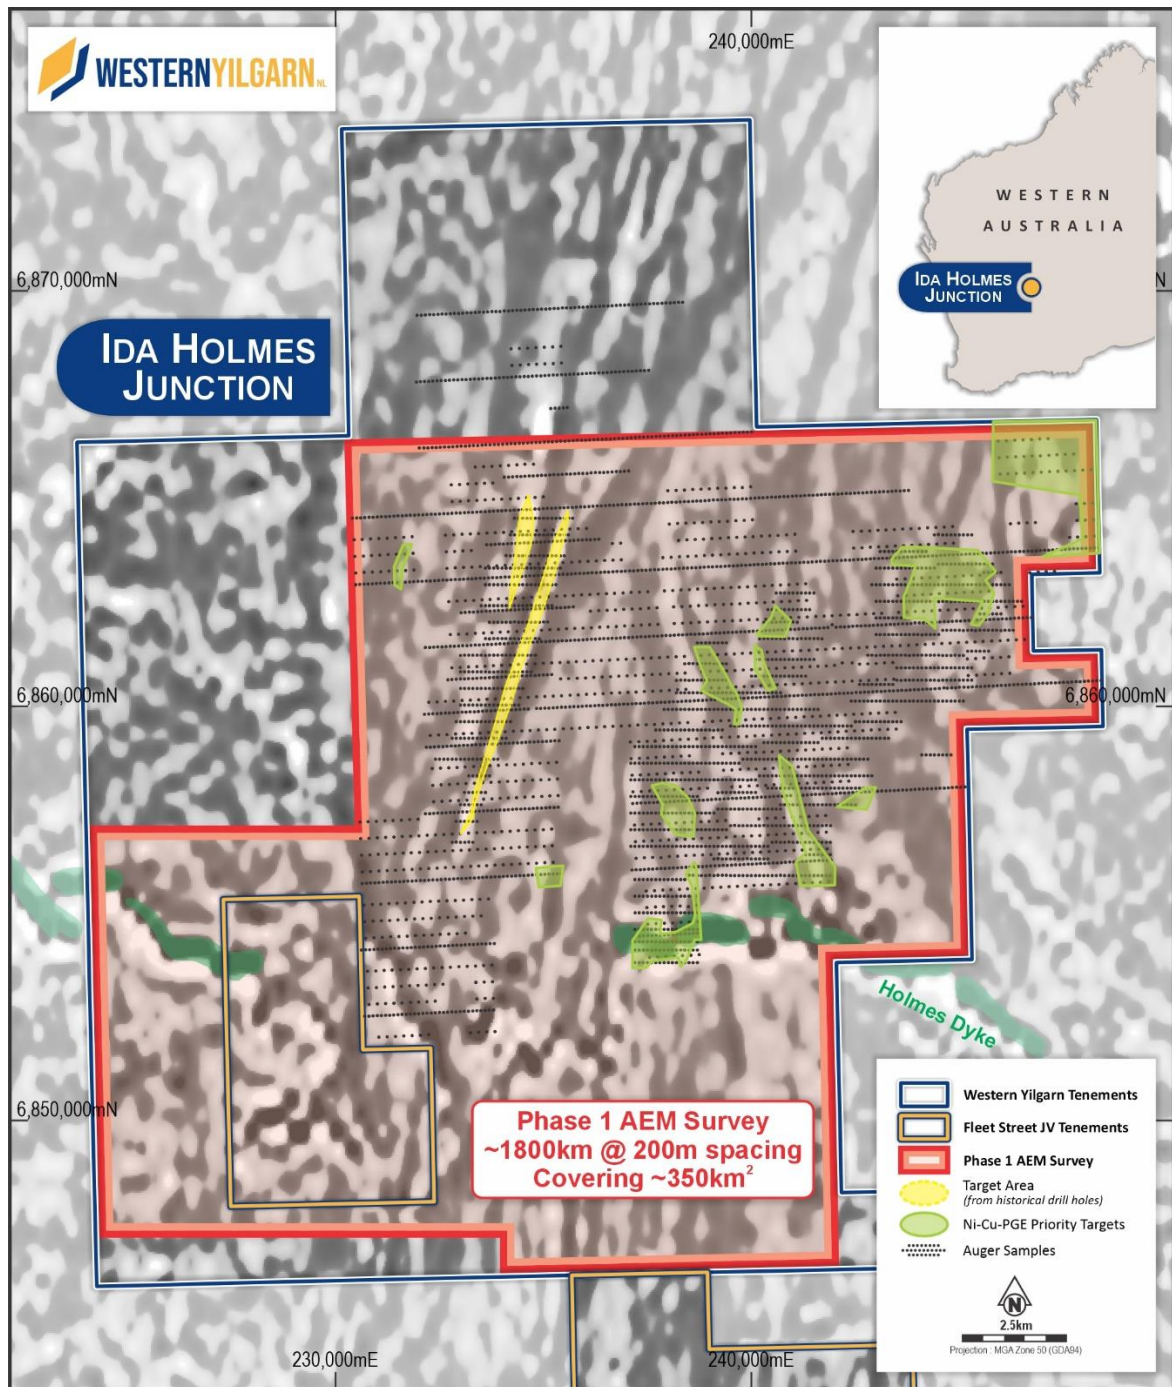 WESTERNYILGARN NL
240,000mE
WESTERN
AUSTRALIA
IDA HOLMES
JUNCTION
N
6,870,000mN
IDA HOLMES
JUNCTION
6,860,000mN
6,860,000mN
Holmes Dyke
6,850,000mN
Phase 1 AEM Survey
~1800km @ 200m spacing
Covering ~350km²
Western Yilgarn Tenements
Fleet Street JV Tenements
Phase 1 AEM Survey
Target Area
(from historical drill holes)
Ni-Cu-PGE Priority Targets
Auger Samples
N
2.5km
Projection : MGA Zone 50 (GDA94)
230,000mE
240,000mE